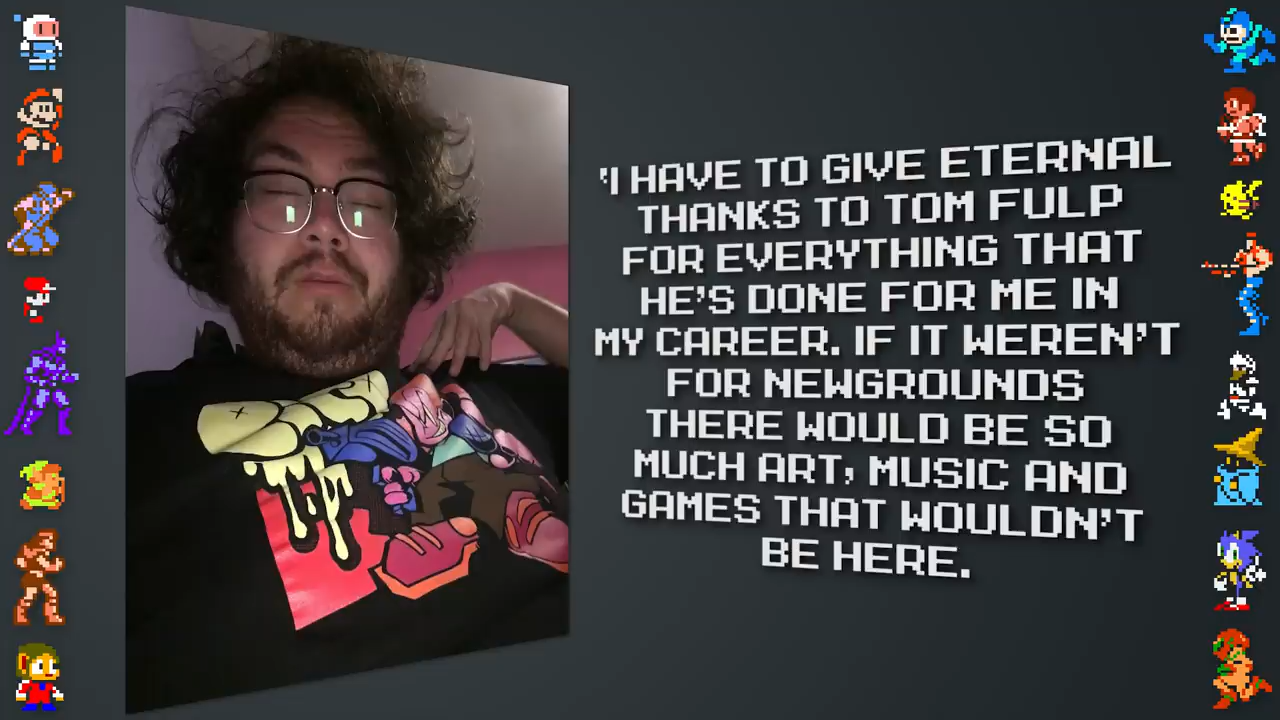 'I HAVE TO GIVE ETERNAL
THANKS TO TOM FULP
FOR EVERYTHING THAT
HE'S DONE FOR ME IN
MY CAREER. IF IT WEREN'T
FOR NEWGROUNDS
THERE WOULD BE SO
MUCH ART, MUSIC AND
GAMES THAT WOULDN'T
BE HERE.